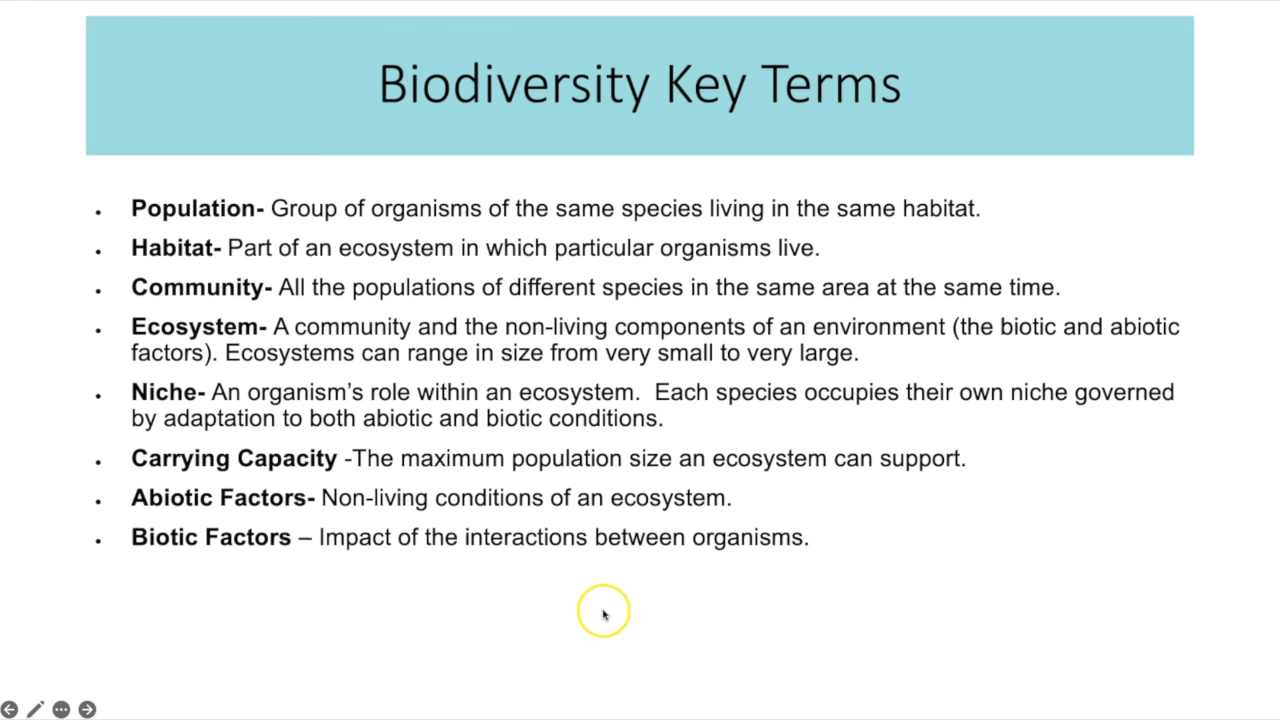 Biodiversity Key Terms
• Population- Group of organisms of the same species living in the same habitat.
• Habitat- Part of an ecosystem in which particular organisms live.
• Community- All the populations of different species in the same area at the same time.
• Ecosystem- A community and the non-living components of an environment (the biotic and abiotic
factors). Ecosystems can range in size from very small to very large.
• Niche- An organism’s role within an ecosystem.  Each species occupies their own niche governed
by adaptation to both abiotic and biotic conditions.
• Carrying Capacity -The maximum population size an ecosystem can support.
• Abiotic Factors- Non-living conditions of an ecosystem.
• Biotic Factors – Impact of the interactions between organisms.